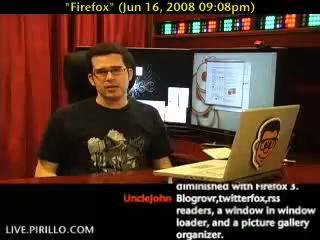 "Firefox" (Jun 16, 2008 09:08pm)
diminished with Firefox 3.
UncleJohn Blogrovr,twitterfox,rss
readers, a window in window
loader, and a picture gallery
organizer.
LIVE.PIRILLO.COM